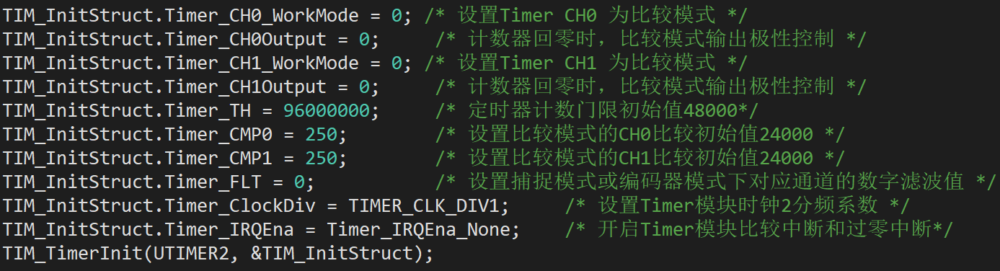 TIM_InitStruct.Timer_CH0_WorkMode = 0; /* 设置Timer CH0 为比较模式 */
TIM_InitStruct.Timer_CH0Output = 0; /* 计数器回零时，比较模式输出极性控制 */
TIM_InitStruct.Timer_CH1_WorkMode = 0; /* 设置Timer CH1 为比较模式 */
TIM_InitStruct.Timer_CH1Output = 0; /* 计数器回零时，比较模式输出极性控制 */
TIM_InitStruct.Timer_TH = 96000000; /* 定时器计数门限初始值48000*/
TIM_InitStruct.Timer_CMP0 = 250; /* 设置比较模式的CH0比较初始值24000 */
TIM_InitStruct.Timer_CMP1 = 250; /* 设置比较模式的CH1比较初始值24000 */
TIM_InitStruct.Timer_FLT = 0; /* 设置捕捉模式或编码器模式下对应通道的数字滤波值 */
TIM_InitStruct.Timer_ClockDiv = TIMER_CLK_DIV1; /* 设置Timer模块时钟2分频系数 */
TIM_InitStruct.Timer_IRQEna = Timer_IRQEna_None; /* 开启Timer模块比较中断和过零中断*/
TIM_TimerInit(UTIMER2, &TIM_InitStruct);